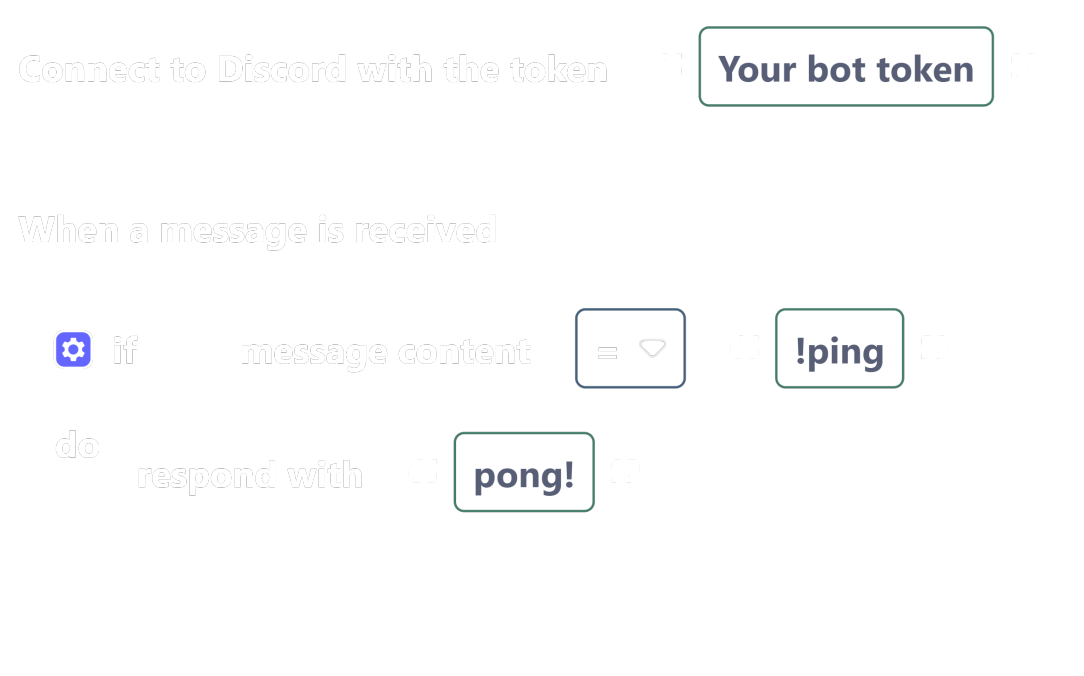 Connect to Discord with the token " Your bot token "
When a message is received
if message content = " !ping "
do
respond with " pong! "